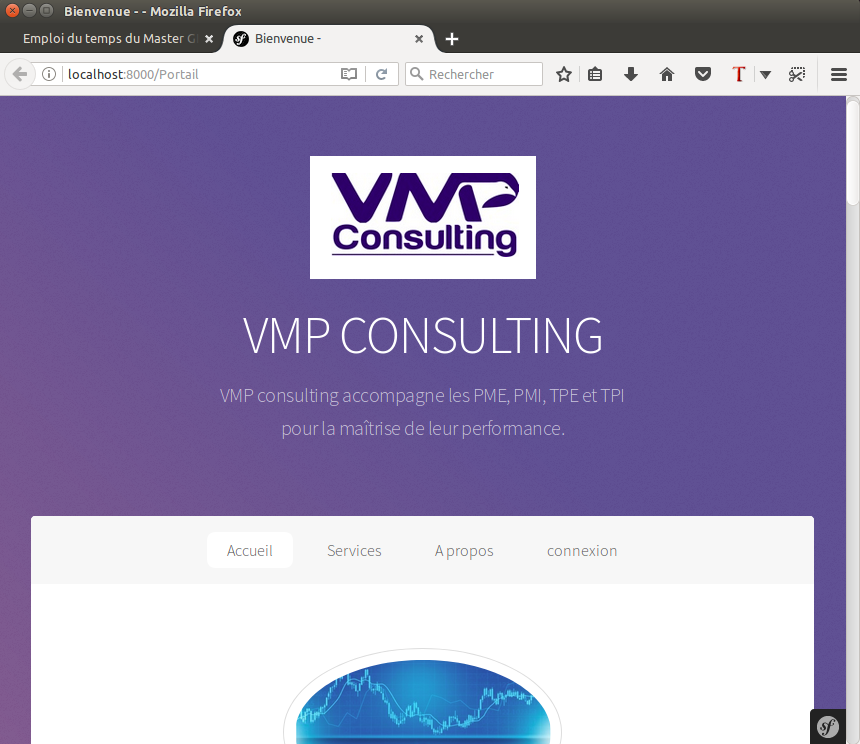 Bienvenue - - Mozilla Firefox
Emploi du temps du Master G
Bienvenue -
localhost:8000/Portail
Rechercher
VMP
Consulting
VMP CONSULTING
VMP consulting accompagne les PME, PMI, TPE et TPI
pour la maîtrise de leur performance.
Accueil
Services
A propos
connexion